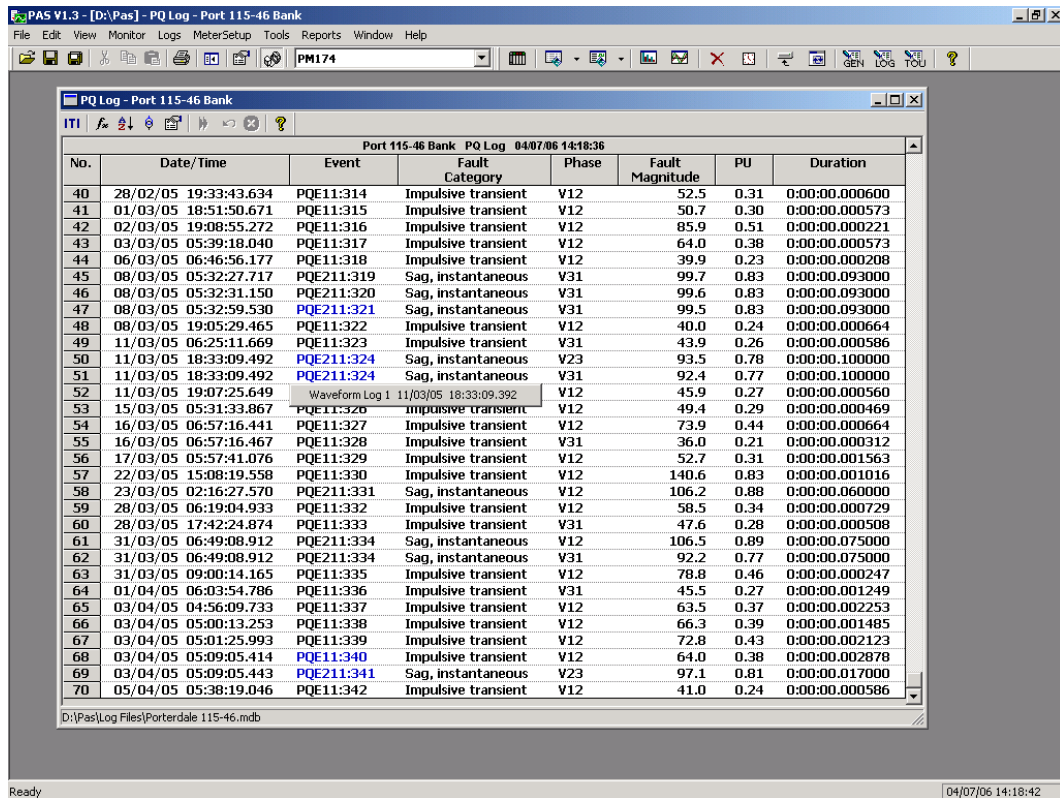 PAS V1.3 - [D:\Pas] - PQ Log - Port 115-46 Bank
File Edit View Monitor Logs MeterSetup Tools Reports Window Help
PM174 GEN LOG TOU
PQ Log - Port 115-46 Bank
ITI
Port 115-46 Bank PQ Log 04/07/06 14:18:36
No. Date/Time Event Fault Category Phase Fault Magnitude PU Duration
40 28/02/05 19:33:43.634 PQE11:314 Impulsive transient V12 52.5 0.31 0:00:00.000600
41 01/03/05 18:51:50.671 PQE11:315 Impulsive transient V12 50.7 0.30 0:00:00.000573
42 02/03/05 19:08:55.272 PQE11:316 Impulsive transient V12 85.9 0.51 0:00:00.000221
43 03/03/05 05:39:18.040 PQE11:317 Impulsive transient V12 64.0 0.38 0:00:00.000573
44 06/03/05 06:46:56.177 PQE11:318 Impulsive transient V12 39.9 0.23 0:00:00.000208
45 08/03/05 05:32:27.717 PQE211:319 Sag, instantaneous V31 99.7 0.83 0:00:00.093000
46 08/03/05 05:32:31.150 PQE211:320 Sag, instantaneous V31 99.6 0.83 0:00:00.093000
47 08/03/05 05:32:59.530 PQE211:321 Sag, instantaneous V31 99.5 0.83 0:00:00.093000
48 08/03/05 19:05:29.465 PQE11:322 Impulsive transient V12 40.0 0.24 0:00:00.000664
49 11/03/05 06:25:11.669 PQE11:323 Impulsive transient V31 43.9 0.26 0:00:00.000586
50 11/03/05 18:33:09.492 PQE211:324 Sag, instantaneous V23 93.5 0.78 0:00:00.100000
51 11/03/05 18:33:09.492 PQE211:324 Sag, instantaneous V31 92.4 0.77 0:00:00.100000
52 11/03/05 19:07:25.649 Waveform Log 1 11/03/05 18:33:09.392 V12 45.9 0.27 0:00:00.000560
53 15/03/05 05:31:33.867 PQE11:326 Impulsive transient V12 49.4 0.29 0:00:00.000469
54 16/03/05 06:57:16.441 PQE11:327 Impulsive transient V12 73.9 0.44 0:00:00.000664
55 16/03/05 06:57:16.467 PQE11:328 Impulsive transient V31 36.0 0.21 0:00:00.000312
56 17/03/05 05:57:41.076 PQE11:329 Impulsive transient V12 52.7 0.31 0:00:00.001563
57 22/03/05 15:08:19.558 PQE11:330 Impulsive transient V12 140.6 0.83 0:00:00.001016
58 23/03/05 02:16:27.570 PQE211:331 Sag, instantaneous V12 106.2 0.88 0:00:00.060000
59 28/03/05 06:19:04.933 PQE11:332 Impulsive transient V12 58.5 0.34 0:00:00.000729
60 28/03/05 17:42:24.874 PQE11:333 Impulsive transient V31 47.6 0.28 0:00:00.000508
61 31/03/05 06:49:08.912 PQE211:334 Sag, instantaneous V12 106.5 0.89 0:00:00.075000
62 31/03/05 06:49:08.912 PQE211:334 Sag, instantaneous V31 92.2 0.77 0:00:00.075000
63 31/03/05 09:00:14.165 PQE11:335 Impulsive transient V12 78.8 0.46 0:00:00.000247
64 01/04/05 06:03:54.786 PQE11:336 Impulsive transient V31 45.5 0.27 0:00:00.001249
65 03/04/05 04:56:09.733 PQE11:337 Impulsive transient V12 63.5 0.37 0:00:00.002253
66 03/04/05 05:00:13.253 PQE11:338 Impulsive transient V12 66.3 0.39 0:00:00.001485
67 03/04/05 05:01:25.993 PQE11:339 Impulsive transient V12 72.8 0.43 0:00:00.002123
68 03/04/05 05:09:05.414 PQE11:340 Impulsive transient V12 64.0 0.38 0:00:00.002878
69 03/04/05 05:09:05.443 PQE211:341 Sag, instantaneous V23 97.1 0.81 0:00:00.017000
70 05/04/05 05:38:19.046 PQE11:342 Impulsive transient V12 41.0 0.24 0:00:00.000586
D:\Pas\Log Files\Porterdale 115-46.mdb
Ready 04/07/06 14:18:42